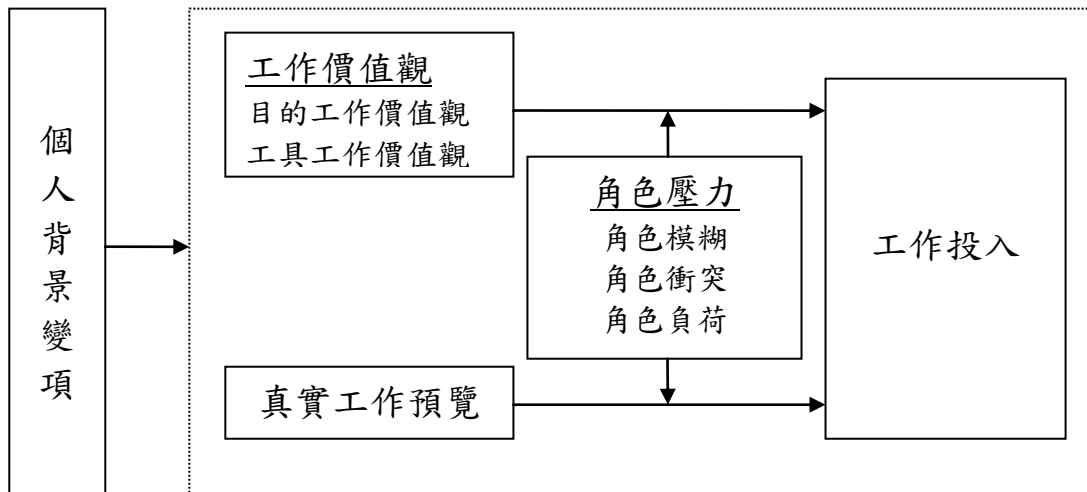 個人背景變項
工作價值觀
目的工作價值觀
工具工作價值觀
角色壓力
角色模糊
角色衝突
角色負荷
工作投入
真實工作預覽